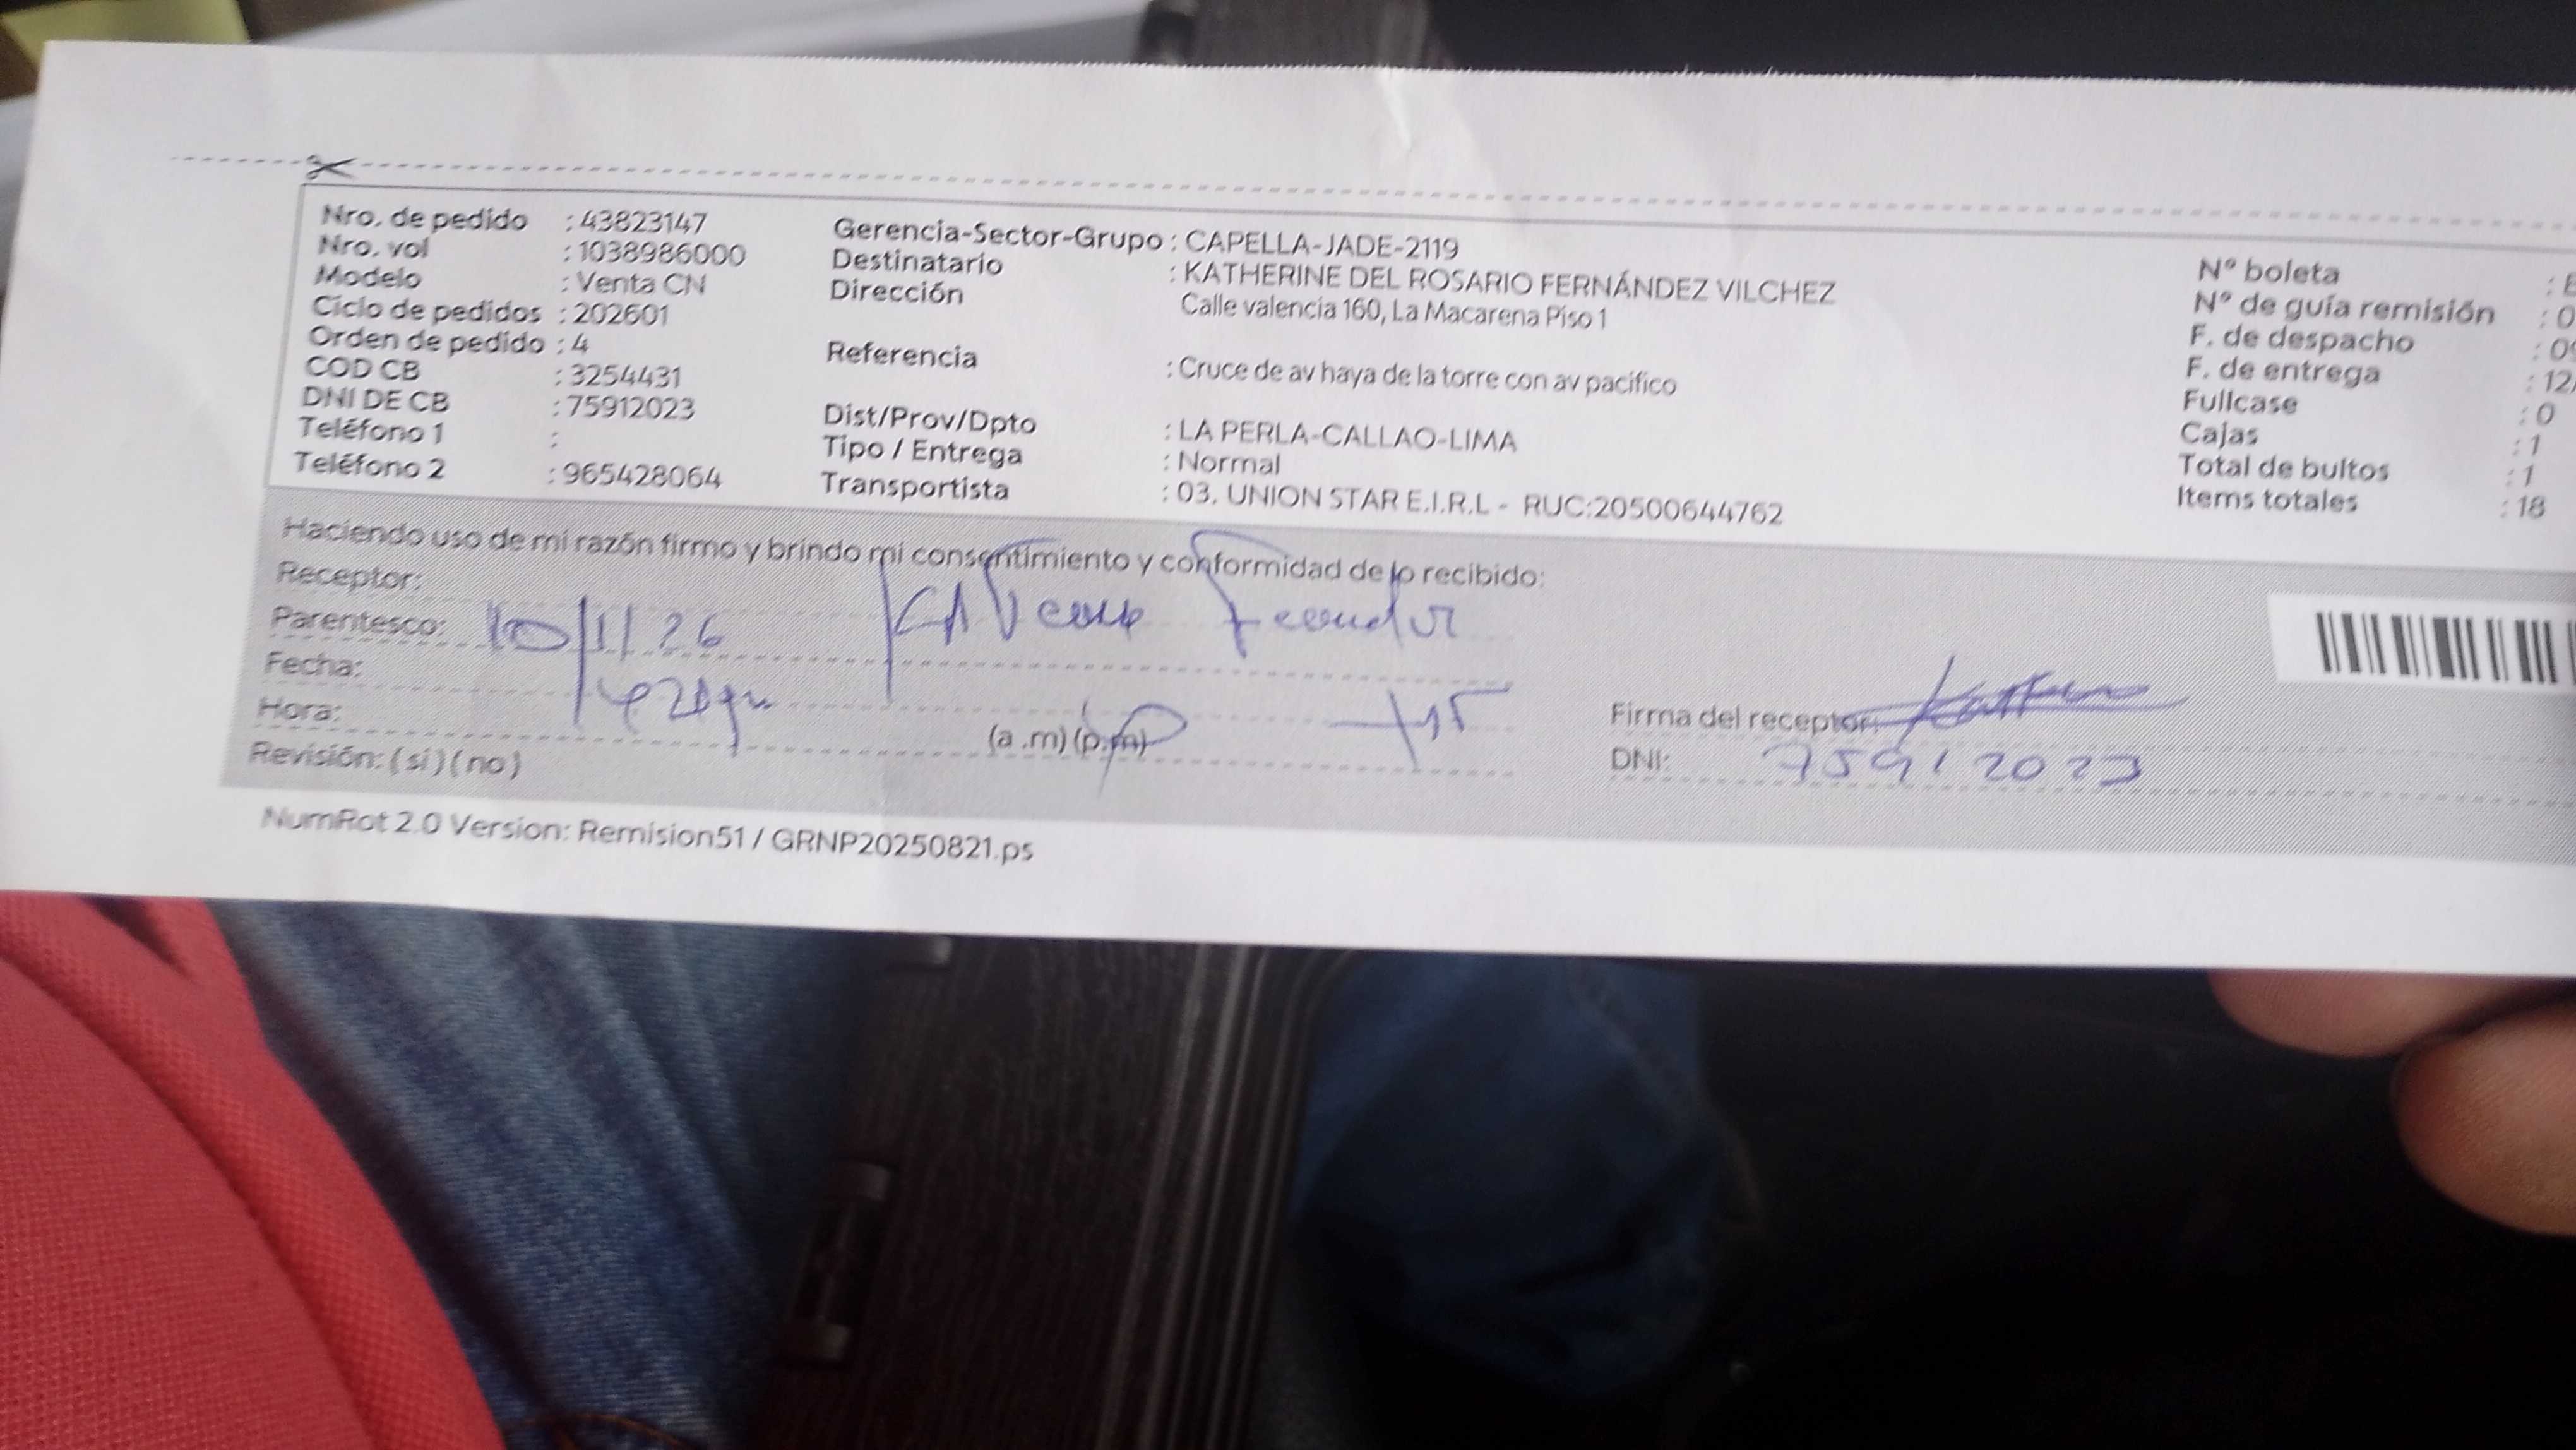 Nro. de pedido : 43823147
Nro. vol : 1038986000
Modelo : Venta CN
Ciclo de pedidos : 202601
Orden de pedido : 4
COD CB : 3254431
DNI DE CB : 75912023
Teléfono 1 :
Teléfono 2 : 965428064
Gerencia-Sector-Grupo : CAPELLA-JADE-2119
Destinatario : KATHERINE DEL ROSARIO FERNÁNDEZ VILCHEZ
Dirección Calle valencia 160, La Macarena Piso 1
Referencia : Cruce de av haya de la torre con av pacifico
Dist/Prov/Dpto : LA PERLA-CALLAO-LIMA
Tipo / Entrega : Normal
Transportista : 03. UNION STAR E.I.R.L - RUC:20500644762
N° boleta :
N° de guía remisión : 0
F. de despacho : 09
F. de entrega : 12
Fullcase : 0
Cajas : 1
Total de bultos : 1
Items totales : 18
Haciendo uso de mi razón firmo y brindo mi consentimiento y conformidad de lo recibido:
Receptor:
Parentesco: 10/1/26
Fecha:
Hora: (a .m) (p.m)
Revisión: ( si ) ( no )
Firma del receptor:
DNI: 75912023
NumRot 2.0 Version: Remision51 / GRNP20250821.ps